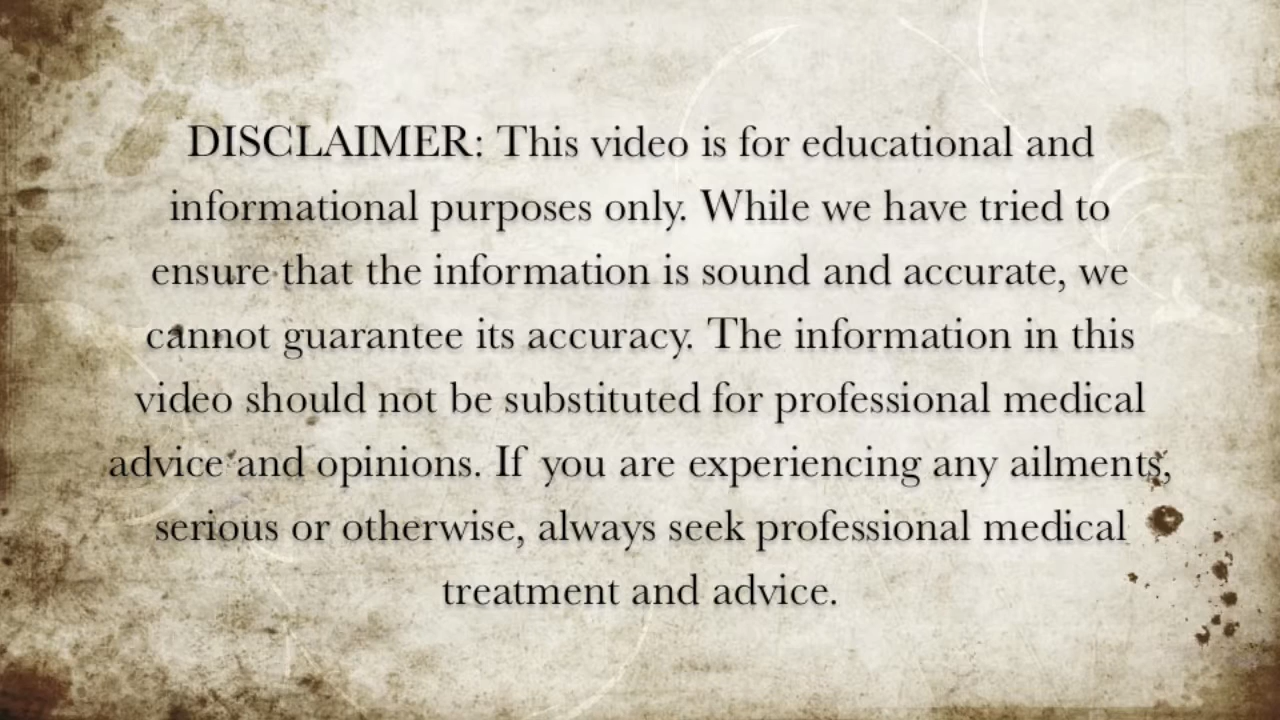 DISCLAIMER: This video is for educational and
informational purposes only. While we have tried to
ensure that the information is sound and accurate, we
cannot guarantee its accuracy. The information in this
video should not be substituted for professional medical
advice and opinions. If you are experiencing any ailments,
serious or otherwise, always seek professional medical
treatment and advice.